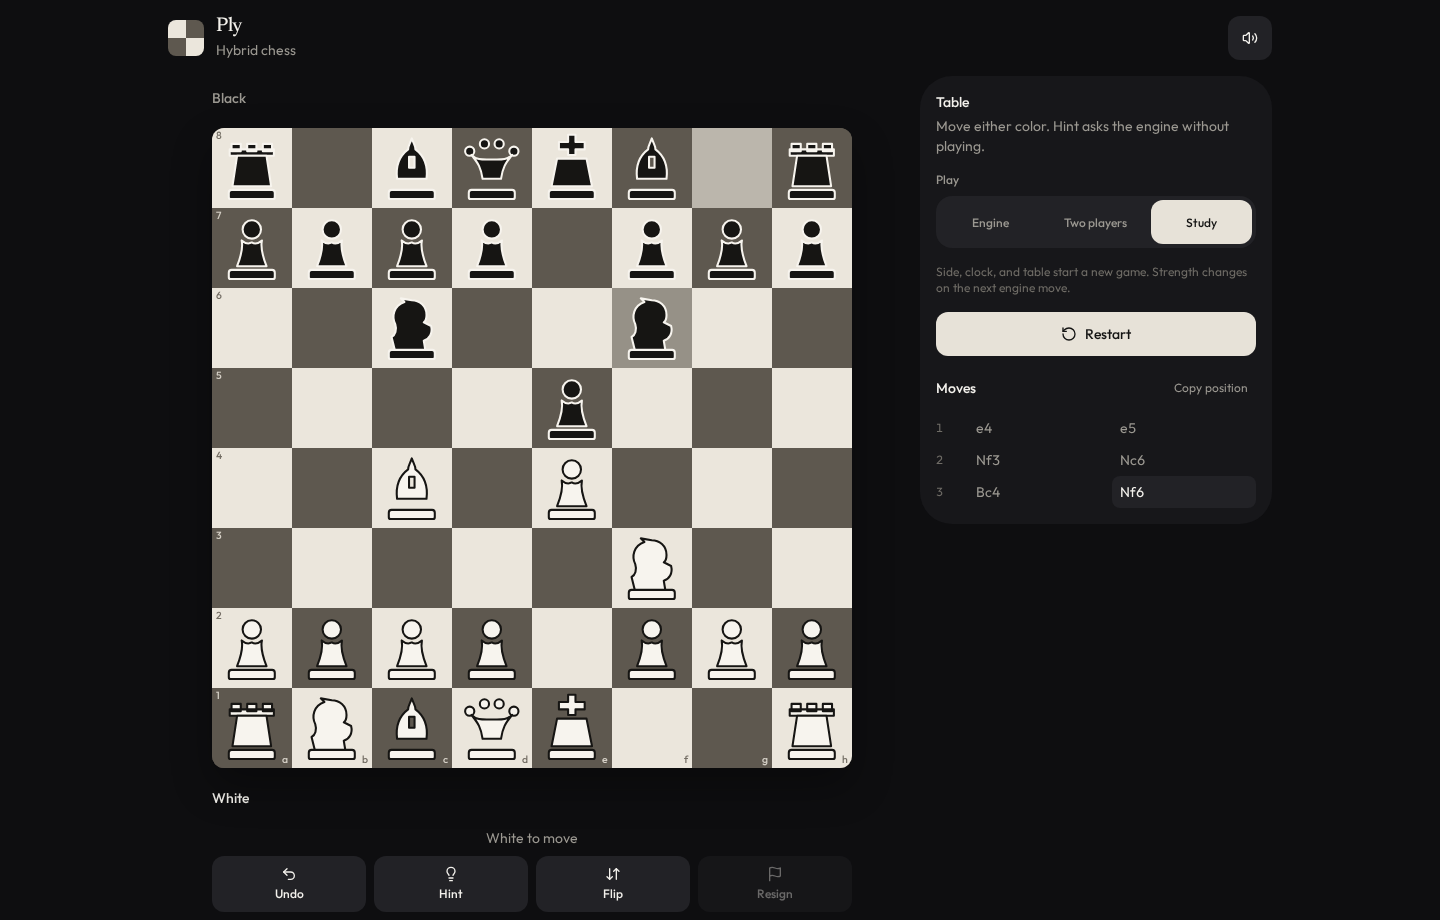 Ply
Hybrid chess
Black
8
7
6
5
4
3
2
1
a b c d e f g h
White
White to move
Undo Hint Flip Resign
Table
Move either color. Hint asks the engine without
playing.
Play
Engine Two players Study
Side, clock, and table start a new game. Strength changes
on the next engine move.
Restart
Moves Copy position
1 e4 e5
2 Nf3 Nc6
3 Bc4 Nf6